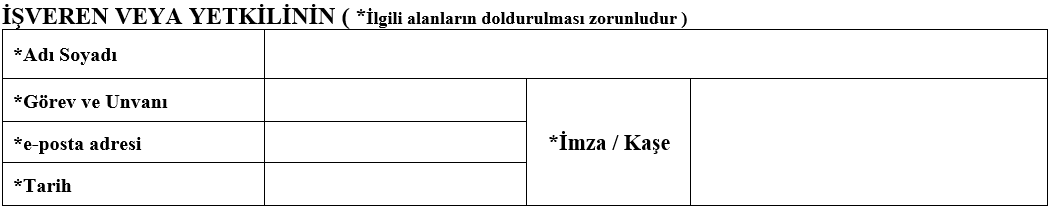 İŞVEREN VEYA YETKİLİNİN ( *İlgili alanların doldurulması zorunludur )
*Adı Soyadı
*Görev ve Unvanı
*e-posta adresi
*İmza / Kaşe
*Tarih